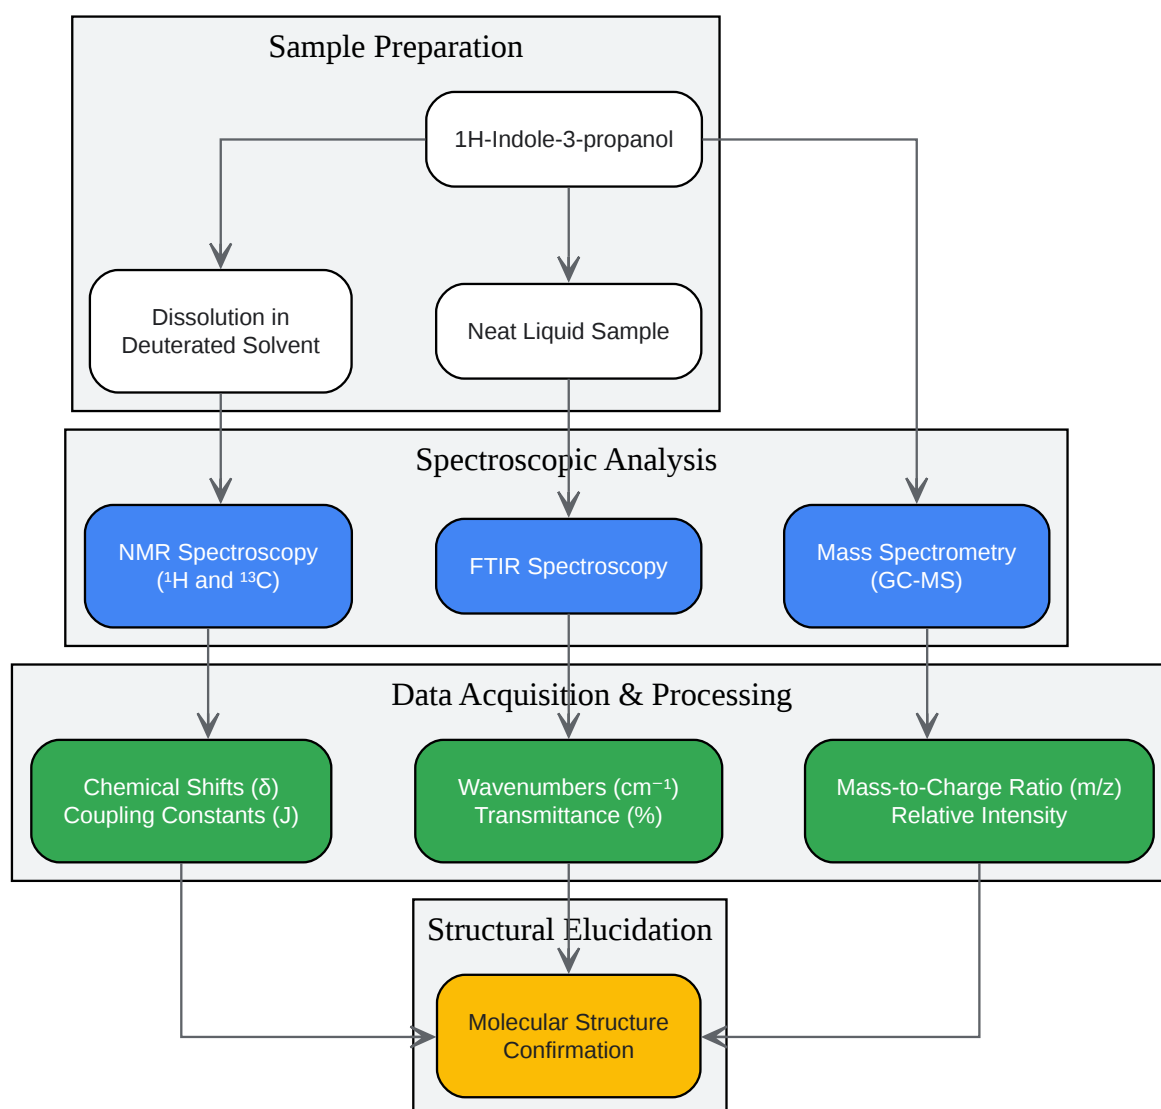 Sample Preparation
1H-Indole-3-propanol
Dissolution in
Deuterated Solvent
Neat Liquid Sample
Spectroscopic Analysis
NMR Spectroscopy
(¹H and ¹³C)
FTIR Spectroscopy
Mass Spectrometry
(GC-MS)
Data Acquisition & Processing
Chemical Shifts (δ)
Coupling Constants (J)
Wavenumbers (cm⁻¹)
Transmittance (%)
Mass-to-Charge Ratio (m/z)
Relative Intensity
Structural Elucidation
Molecular Structure
Confirmation